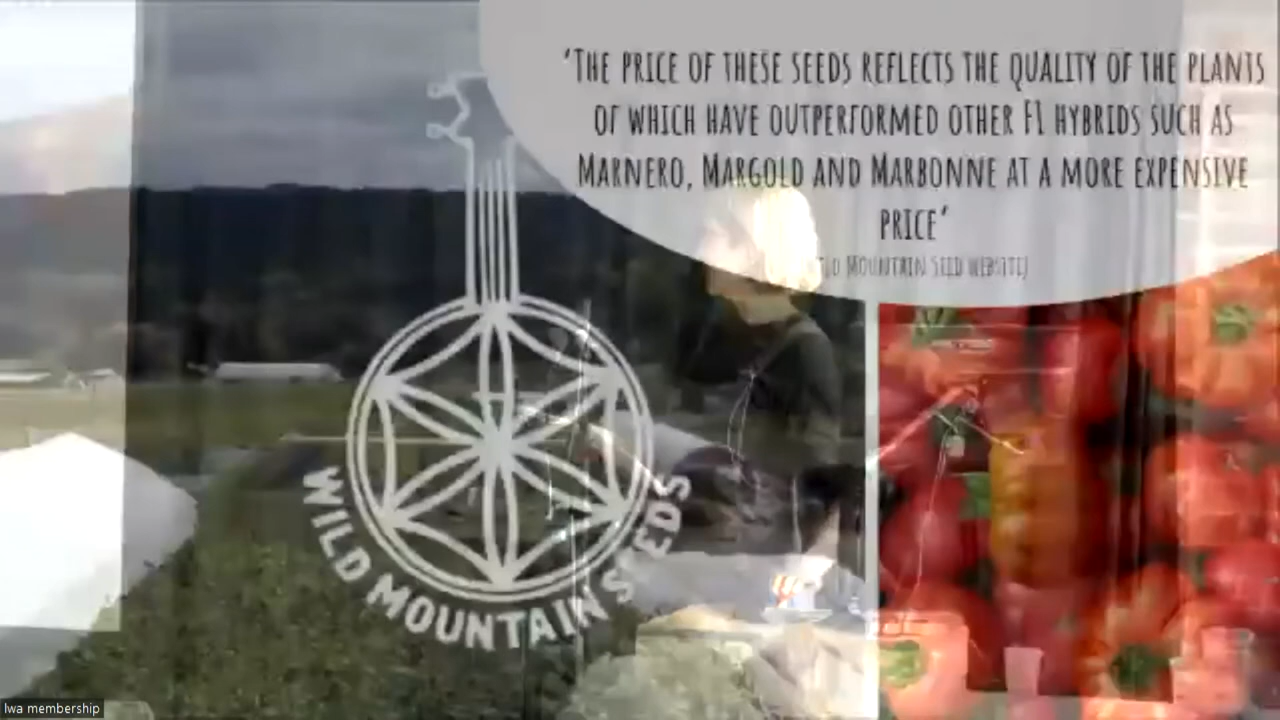 ‘THE PRICE OF THESE SEEDS REFLECTS THE QUALITY OF THE PLANTS
OF WHICH HAVE OUTPERFORMED OTHER F1 HYBRIDS SUCH AS
MARNERO, MARGOLD AND MARBONNE AT A MORE EXPENSIVE
PRICE’
MOUNTAIN SEED WEBSITE)
WILD MOUNTAIN SEEDS
Iwa membership